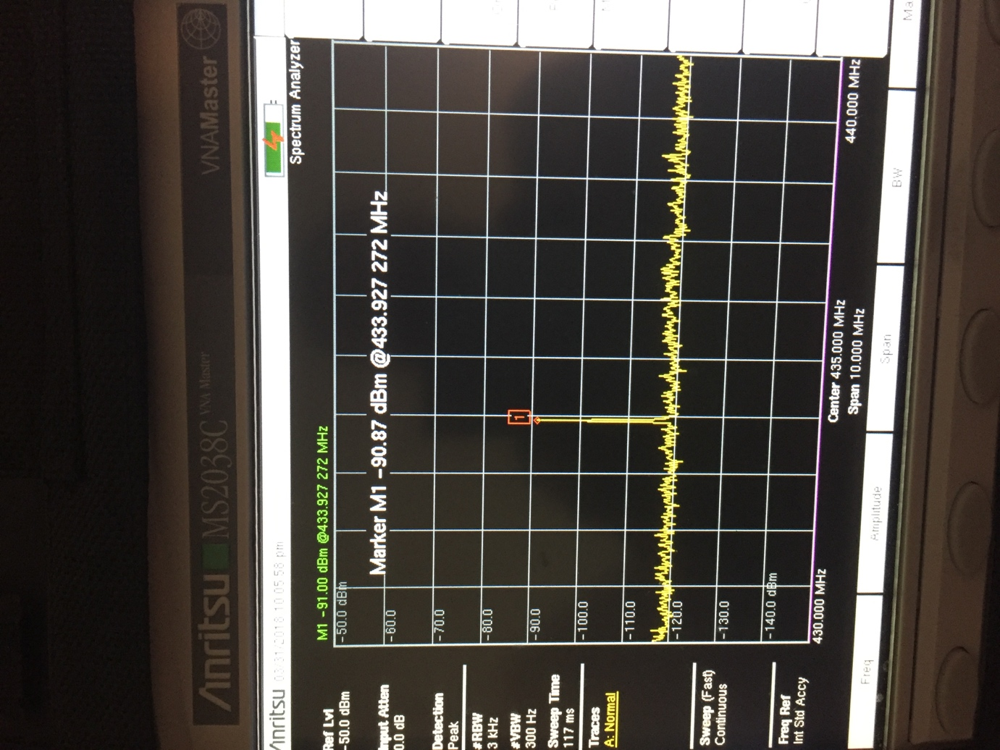 Anritsu MS2038C VNA Master VNAMaster
Anritsu 03/31/2018 10:05:58 pm
Spectrum Analyzer
M1 -91.00 dBm @433.927 272 MHz
Ref Lvl
-50.0 dBm
Input Atten
0.0 dB
Detection
Peak
#RBW
3 kHz
#VBW
300 Hz
Sweep Time
117 ms
Traces
A: Normal
Sweep (Fast)
Continuous
Freq Ref
Int Std Accy
-50.0 dBm
Marker M1 -90.87 dBm @433.927 272 MHz
-60.0
-70.0
-80.0
1
-90.0
-100.0
-110.0
-120.0
-130.0
-140.0 dBm
430.000 MHz
Center 435.000 MHz
440.000 MHz
Span 10.000 MHz
Freq
Amplitude
Span
BW